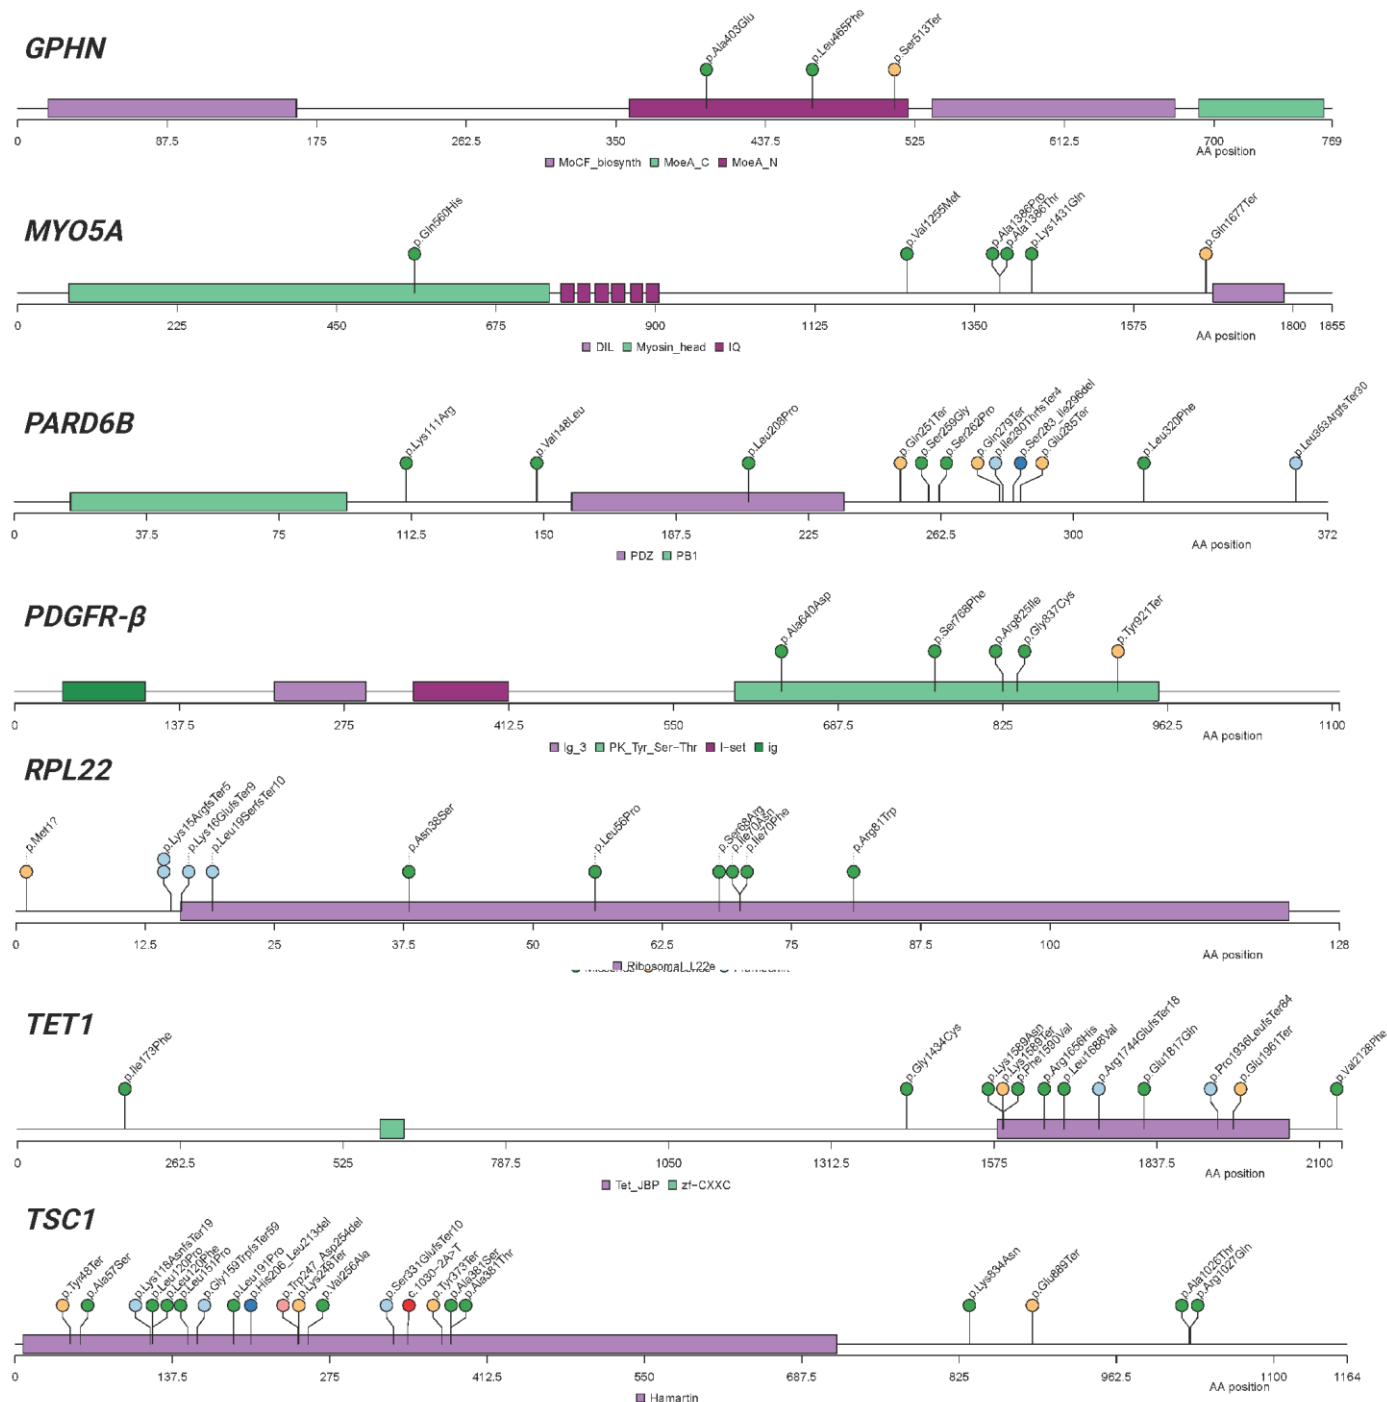 GPHN
p.Ala403Glu
p.Leu465Phe
p.Ser513Ter
0 87.5 175 262.5 350 437.5 525 612.5 700 769
AA position
MoCF_biosynth MoeA_C MoeA_N
MYO5A
p.Gln560His
p.Val1255Met
p.Ala1386Pro
p.Ala1386Thr
p.Lys1431Gln
p.Gln1677Ter
0 225 450 675 900 1125 1350 1575 1800 1855
AA position
DIL Myosin_head IQ
PARD6B
p.Lys111Arg
p.Val148Leu
p.Leu208Pro
p.Gln251Ter
p.Ser259Gly
p.Ser262Pro
p.Gln279Ter
p.Ile280ThrfsTer4
p.Ser283_Ile296del
p.Glu285Ter
p.Leu320Phe
p.Leu363ArgfsTer30
0 37.5 75 112.5 150 187.5 225 262.5 300 372
AA position
PDZ PB1
PDGFR-β
p.Ala640Asp
p.Ser768Phe
p.Arg825Ile
p.Gly837Cys
p.Tyr921Ter
0 137.5 275 412.5 550 687.5 825 962.5 1100
AA position
Ig_3 PK_Tyr_Ser-Thr I-set ig
RPL22
p.Met1?
p.Lys15ArgfsTer5
p.Lys16GlufsTer9
p.Leu19SerfsTer10
p.Asn38Ser
p.Leu56Pro
p.Ser68Arg
p.Ile70Asn
p.Ile70Phe
p.Arg81Trp
0 12.5 25 37.5 50 62.5 75 87.5 100 128
AA position
Ribosomal_L22e
TET1
p.Ile173Phe
p.Gly1434Cys
p.Lys1589Asn
p.Lys1589Ter
p.Phe1590Val
p.Arg1656His
p.Leu1688Val
p.Arg1744GlufsTer18
p.Glu1817Gln
p.Pro1936LeufsTer84
p.Glu1961Ter
p.Val2128Phe
0 262.5 525 787.5 1050 1312.5 1575 1837.5 2100
AA position
Tet_JBP zf-CXXC
TSC1
p.Tyr48Ter
p.Ala57Ser
p.Lys118AsnfsTer19
p.Leu120Pro
p.Leu120Phe
p.Leu151Pro
p.Gly159TrpfsTer59
p.Leu191Pro
p.His206_Leu213del
p.Trp247_Asp254del
p.Lys248Ter
p.Val256Ala
p.Ser331GlufsTer10
c.1030-2A>T
p.Tyr373Ter
p.Ala381Ser
p.Ala381Thr
p.Lys834Asn
p.Glu889Ter
p.Ala1026Thr
p.Arg1027Gln
0 137.5 275 412.5 550 687.5 825 962.5 1100 1164
AA position
Hamartin